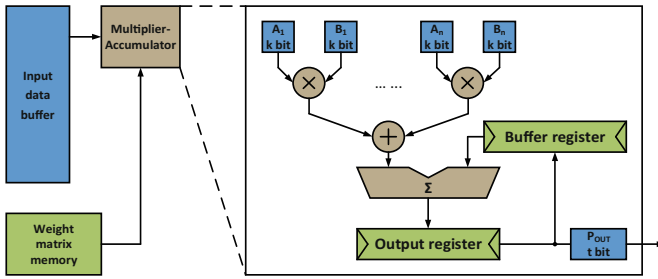 Input
data
buffer
Multiplier-
Accumulator
Weight
matrix
memory
A1 B1 An Bn
k bit k bit k bit k bit
... ...
× ×
+
Buffer register
Σ
Output register
POUT
t bit